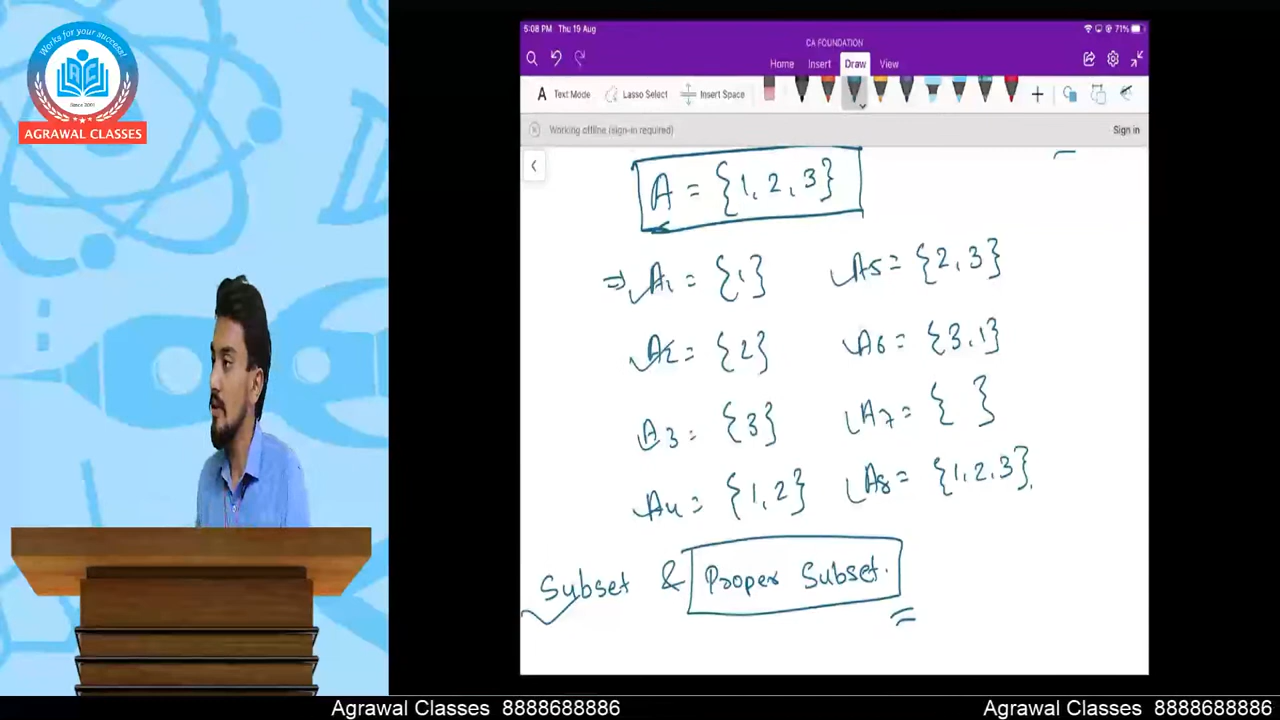 Works for your success!
AC
Since 2001
AGRAWAL CLASSES
5:08 PM Thu 19 Aug
71%
CA FOUNDATION
Home Insert Draw View
A Text Mode Lasso Select Insert Space
Working offline (sign-in required) Sign in
A = {1, 2, 3}
⇒ A1 = {1} A5 = {2, 3}
A2 = {2} A6 = {3, 1}
A3 = {3} A7 = { }
A4 = {1, 2} A8 = {1, 2, 3}.
Subset & Proper Subset.
Agrawal Classes 8888688886 Agrawal Classes 8888688886